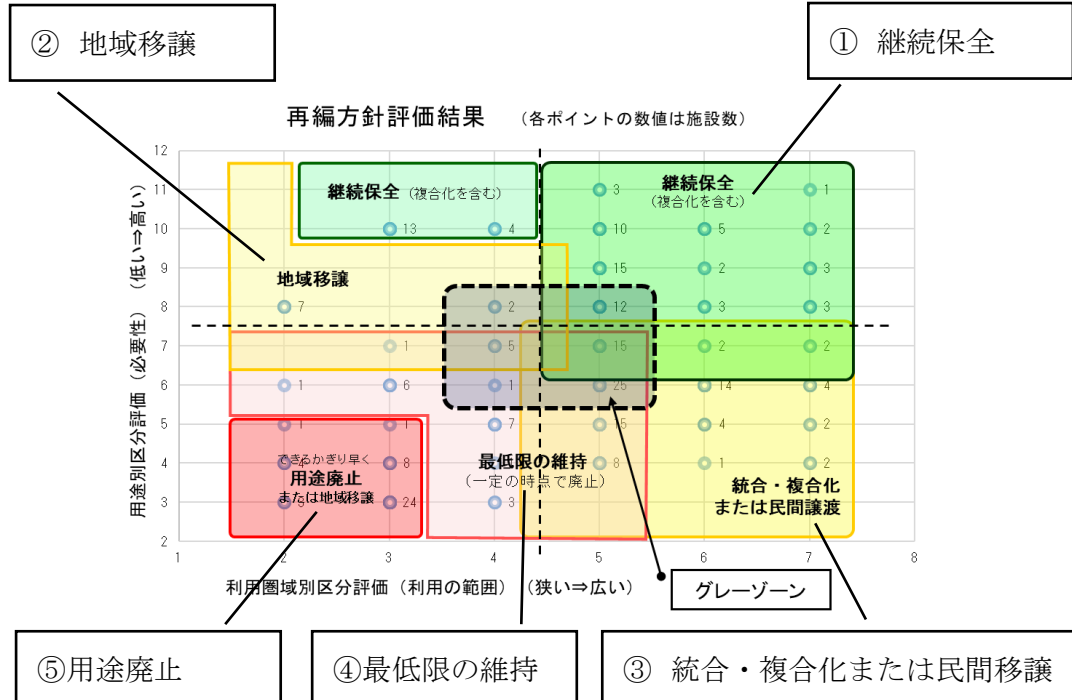 ② 地域移譲
① 継続保全
再編方針評価結果 (各ポイントの数値は施設数)
用途別区分評価（必要性）（低い⇒高い）
12
11
10
9
8
7
6
5
4
3
2
継続保全 (複合化を含む)
継続保全
(複合化を含む)
地域移譲
3
1
13
4
10
5
2
15
2
3
7
2
12
3
3
1
5
15
2
2
1
6
1
25
14
4
1
1
7
15
4
2
4
8
8
1
2
24
3
できるかぎり早く
用途廃止
または地域移譲
最低限の維持
(一定の時点で廃止)
統合・複合化
または民間譲渡
1
2
3
4
5
6
7
8
利用圏域別区分評価（利用の範囲）（狭い⇒広い）
グレーゾーン
⑤用途廃止
④最低限の維持
③ 統合・複合化または民間移譲